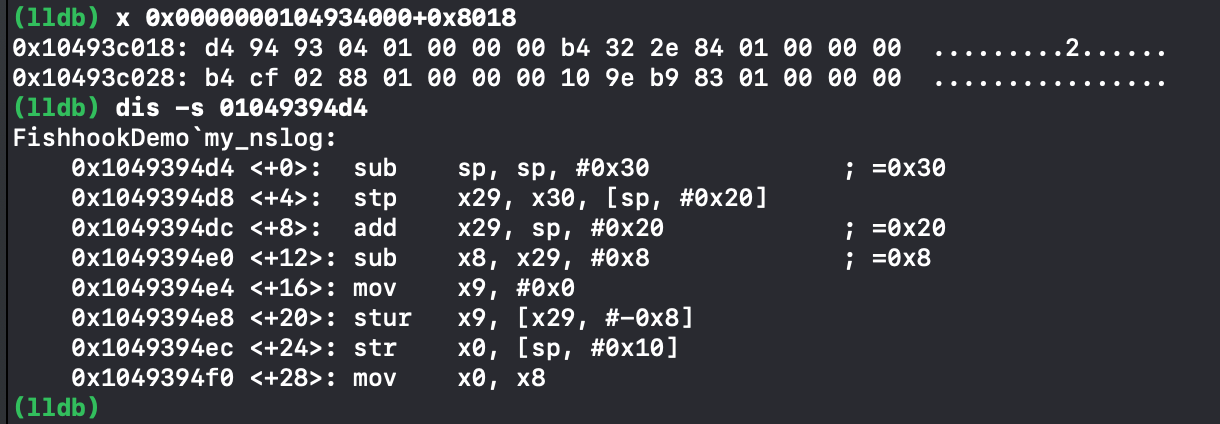 (lldb) x 0x0000000104934000+0x8018
0x10493c018: d4 94 93 04 01 00 00 00 b4 32 2e 84 01 00 00 00  .........2......
0x10493c028: b4 cf 02 88 01 00 00 00 10 9e b9 83 01 00 00 00  ................
(lldb) dis -s 01049394d4
FishhookDemo`my_nslog:
    0x1049394d4 <+0>:  sub    sp, sp, #0x30             ; =0x30
    0x1049394d8 <+4>:  stp    x29, x30, [sp, #0x20]
    0x1049394dc <+8>:  add    x29, sp, #0x20            ; =0x20
    0x1049394e0 <+12>: sub    x8, x29, #0x8             ; =0x8
    0x1049394e4 <+16>: mov    x9, #0x0
    0x1049394e8 <+20>: stur   x9, [x29, #-0x8]
    0x1049394ec <+24>: str    x0, [sp, #0x10]
    0x1049394f0 <+28>: mov    x0, x8
(lldb)